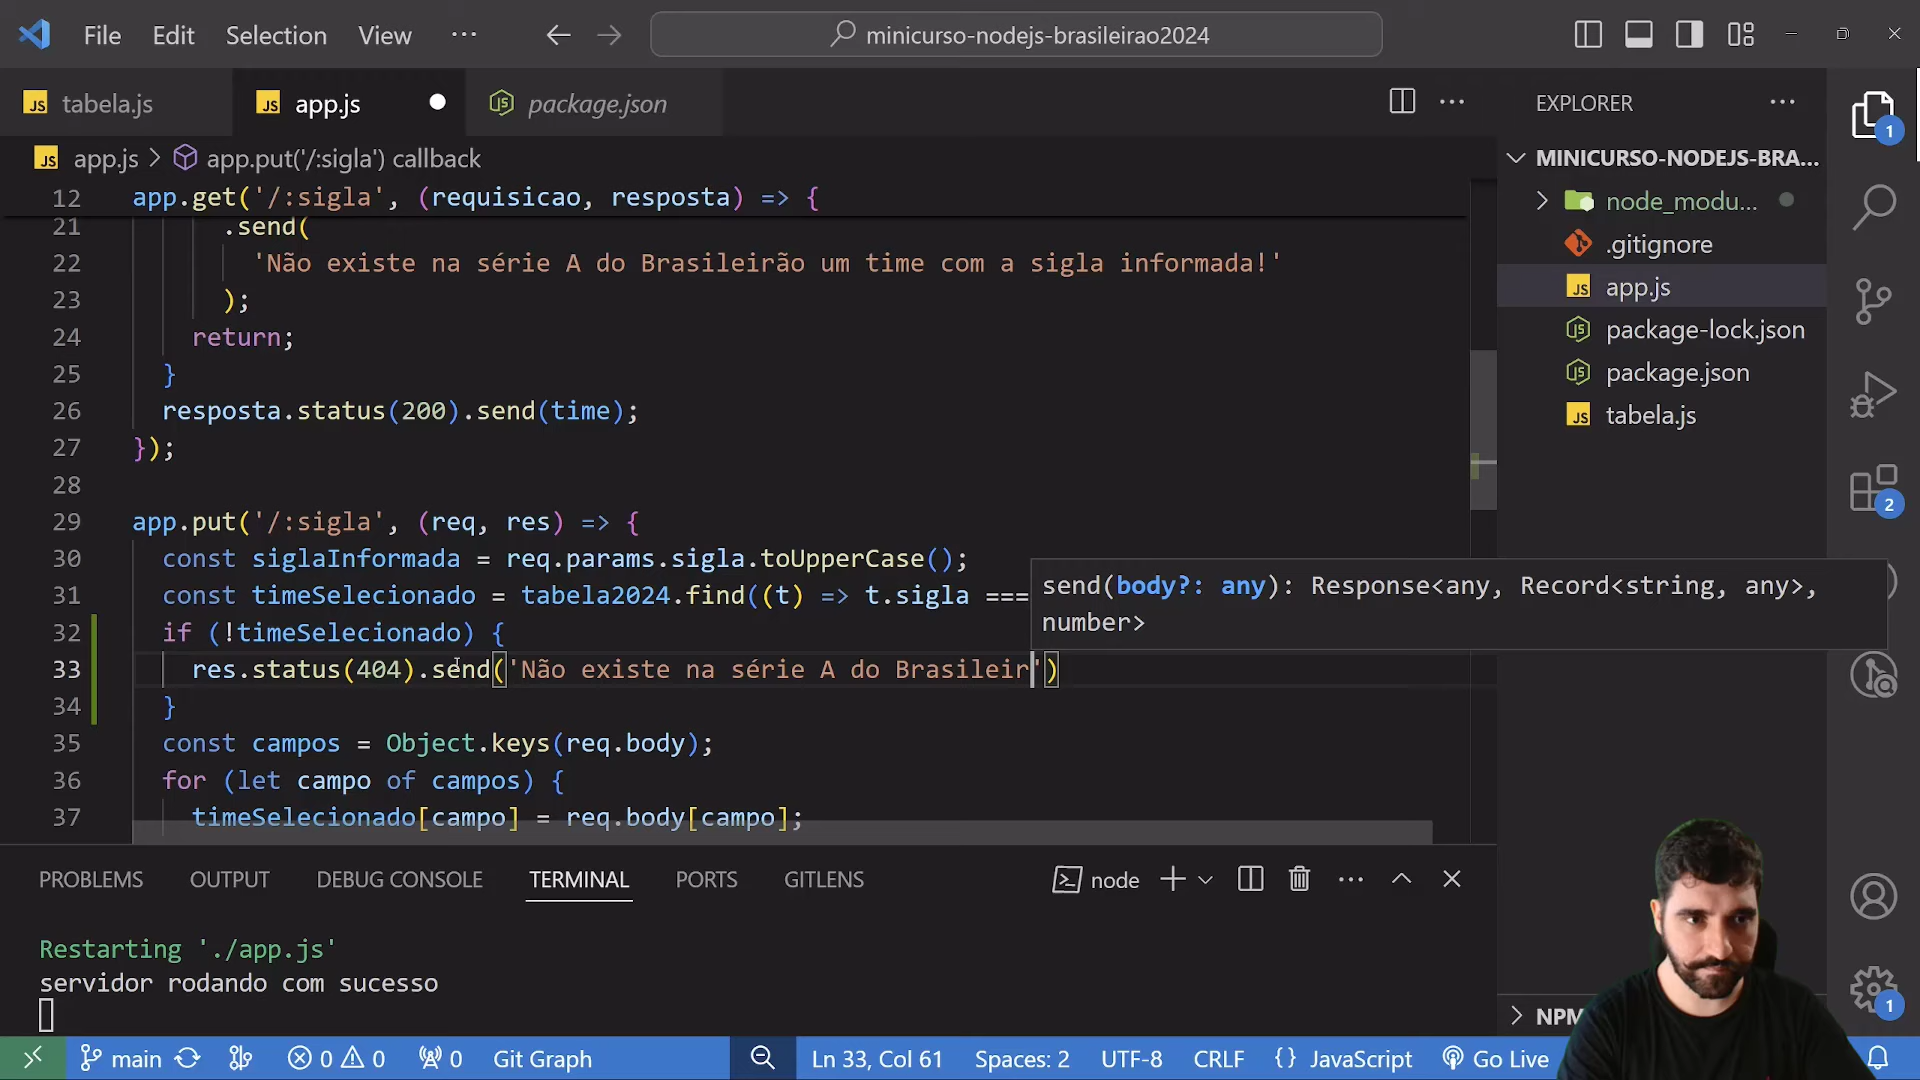 File Edit Selection View ··· minicurso-nodejs-brasileirao2024
JS tabela.js JS app.js package.json
EXPLORER
JS app.js > app.put('/:sigla') callback
MINICURSO-NODEJS-BRA...
12 app.get('/:sigla', (requisicao, resposta) => {
21 .send(
22 'Não existe na série A do Brasileirão um time com a sigla informada!'
23 );
24 return;
25 }
26 resposta.status(200).send(time);
27 });
28
29 app.put('/:sigla', (req, res) => {
30 const siglaInformada = req.params.sigla.toUpperCase();
31 const timeSelecionado = tabela2024.find((t) => t.sigla ===
32 if (!timeSelecionado) {
33 res.status(404).send('Não existe na série A do Brasileir')
34 }
35 const campos = Object.keys(req.body);
36 for (let campo of campos) {
37 timeSelecionado[campo] = req.body[campo];
send(body?: any): Response<any, Record<string, any>,
number>
node_modu...
.gitignore
JS app.js
package-lock.json
package.json
JS tabela.js
1
2
1
NPM
PROBLEMS OUTPUT DEBUG CONSOLE TERMINAL PORTS GITLENS node
Restarting './app.js'
servidor rodando com sucesso
main 0 0 0 Git Graph Ln 33, Col 61 Spaces: 2 UTF-8 CRLF {} JavaScript Go Live